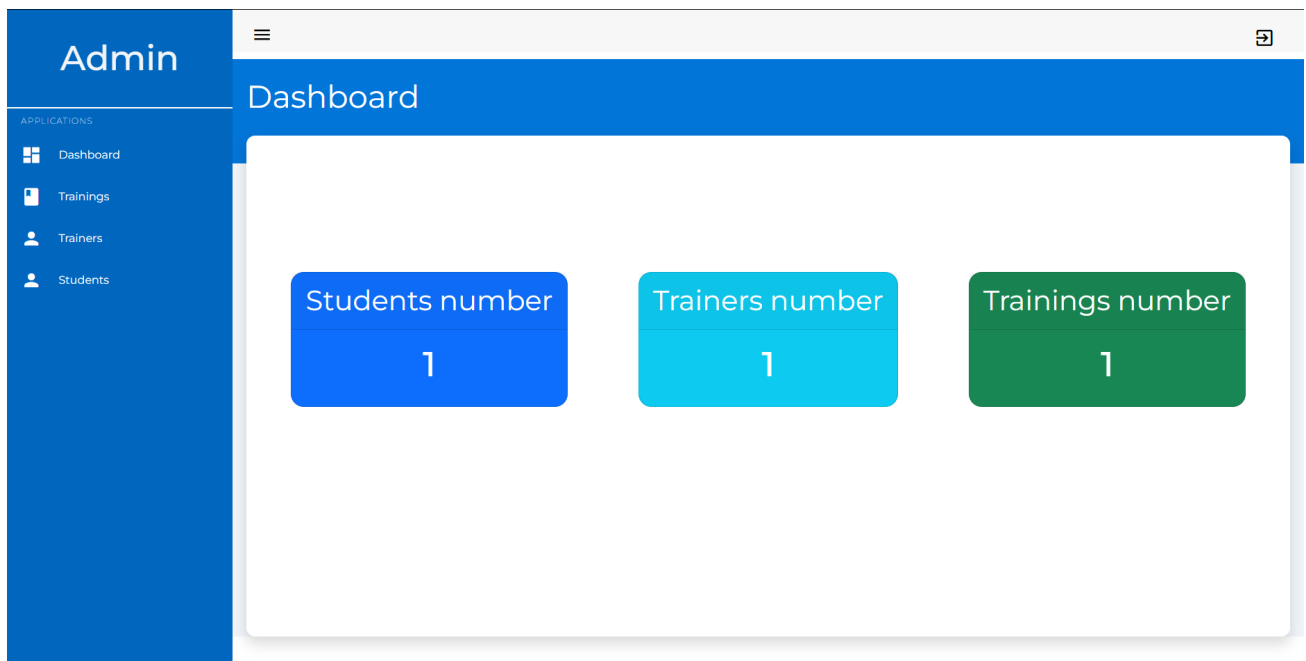 Admin
APPLICATIONS
Dashboard
Trainings
Trainers
Students
Dashboard
Students number
1
Trainers number
1
Trainings number
1